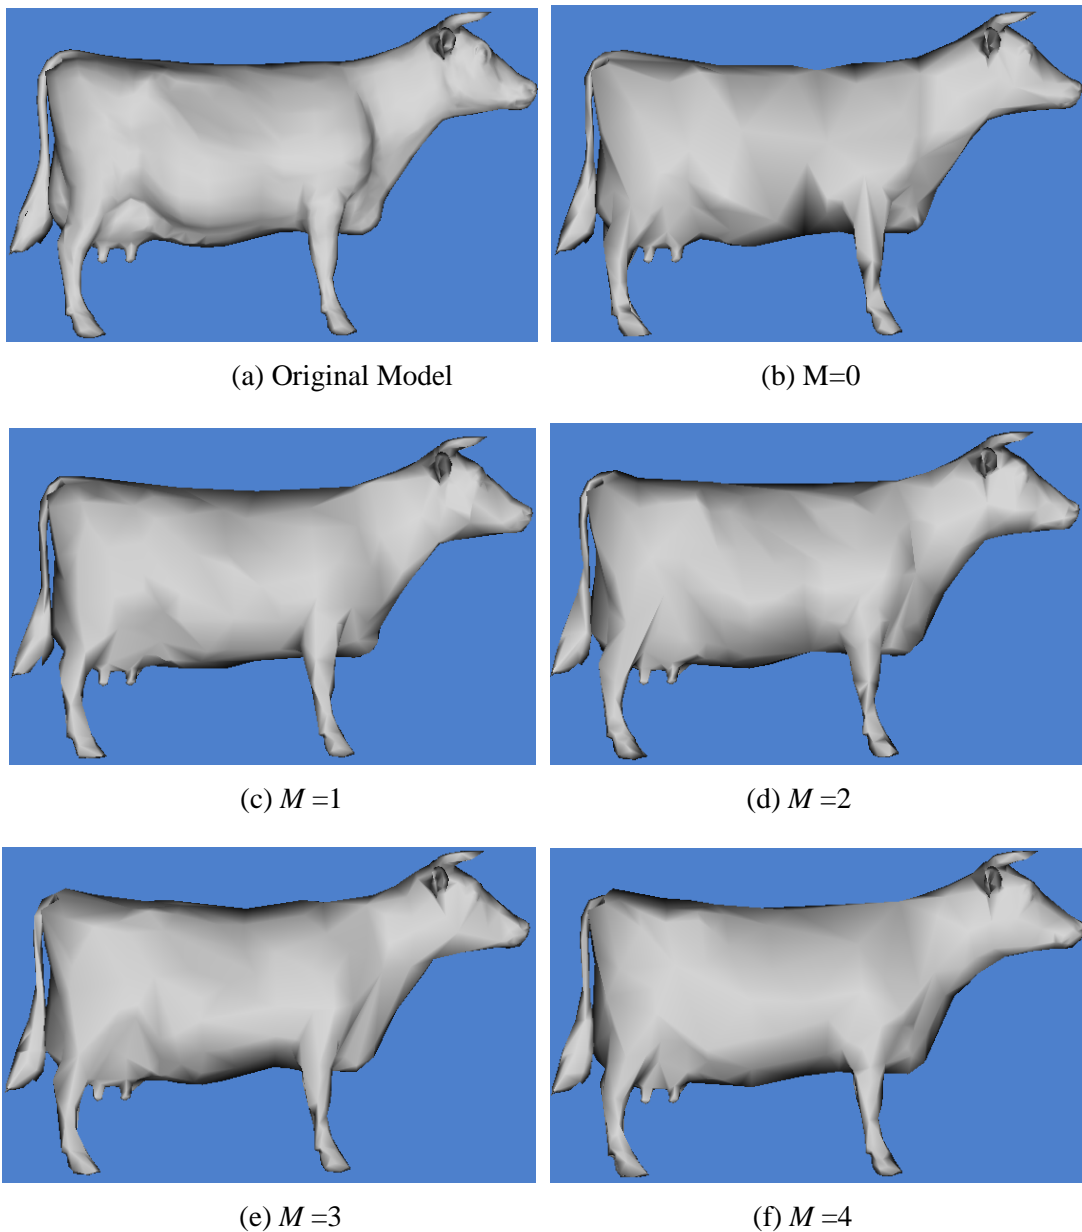 (a) Original Model
(b) M=0
(c) M =1
(d) M =2
(e) M =3
(f) M =4